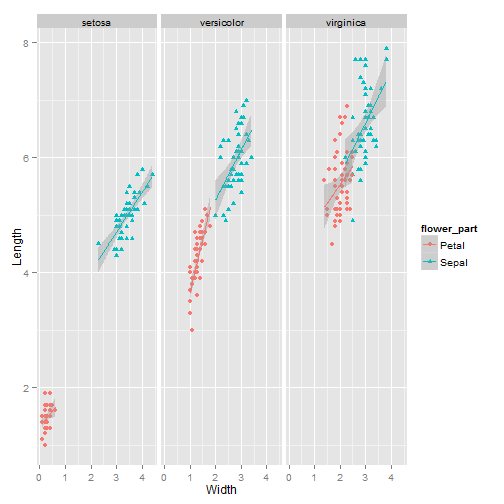 setosa versicolor virginica
8
6
4
2
Length
0 1 2 3 4 0 1 2 3 4 0 1 2 3 4
Width
flower_part
Petal
Sepal